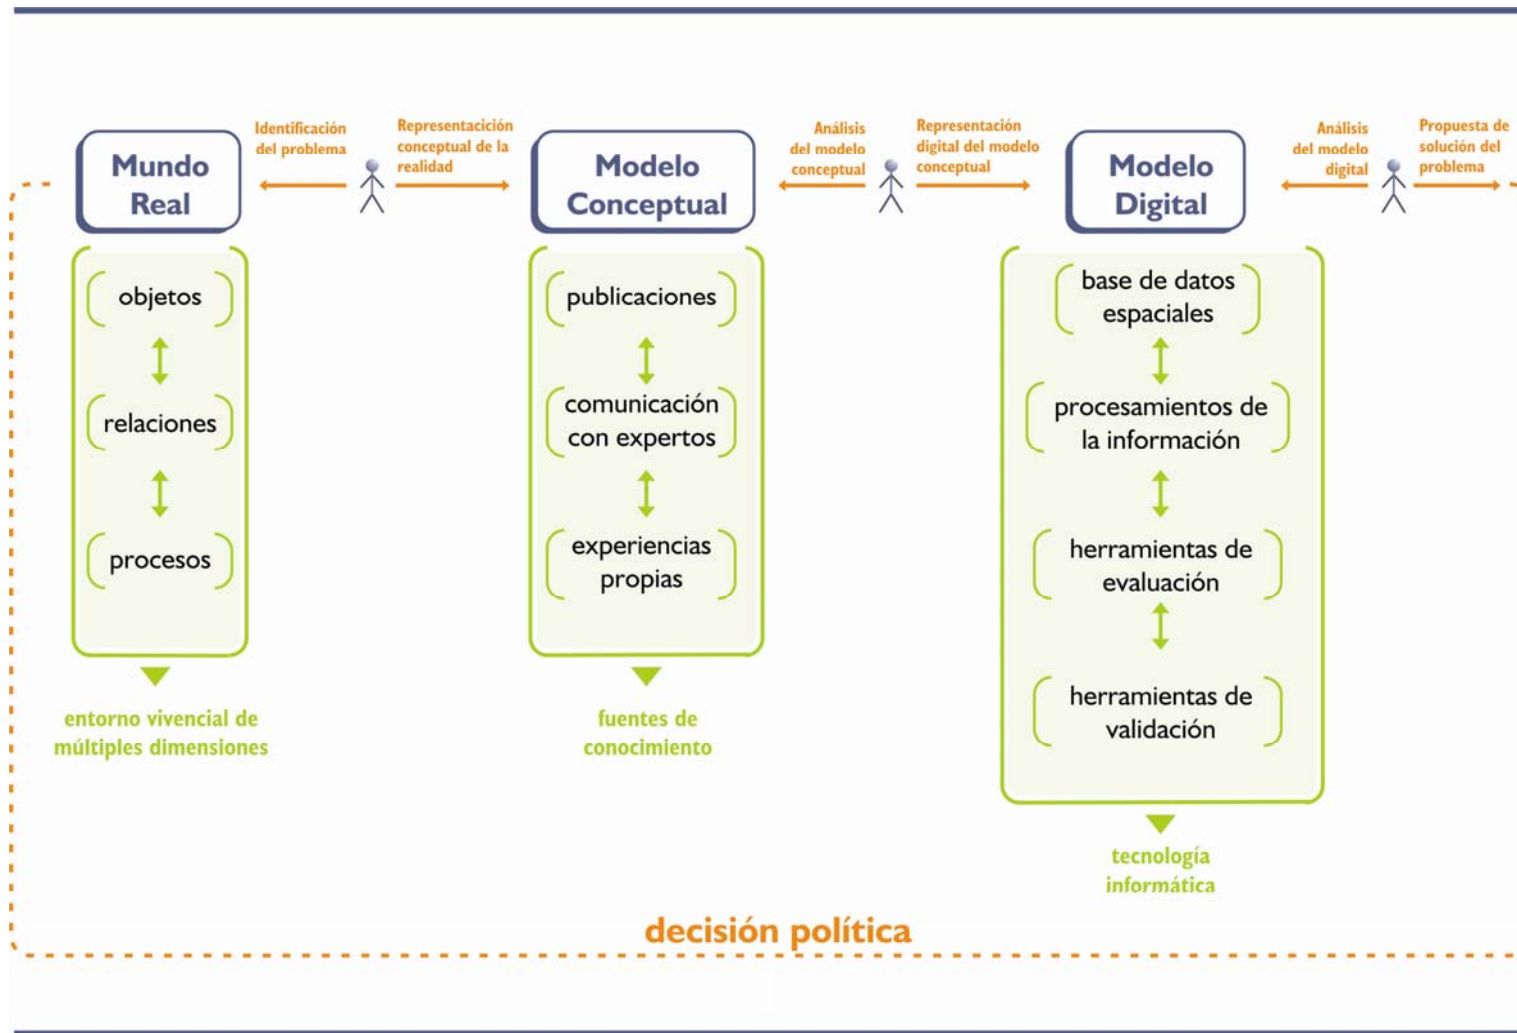 Identificación
del problema
Representacición
conceptual de la
realidad
Análisis
del modelo
conceptual
Representación
digital del modelo
conceptual
Análisis
del modelo
digital
Propuesta de
solución del
problema
Mundo
Real
Modelo
Conceptual
Modelo
Digital
objetos
relaciones
procesos
entorno vivencial de
múltiples dimensiones
publicaciones
comunicación
con expertos
experiencias
propias
fuentes de
conocimiento
base de datos
espaciales
procesamientos de
la información
herramientas de
evaluación
herramientas de
validación
tecnología
informática
decisión política